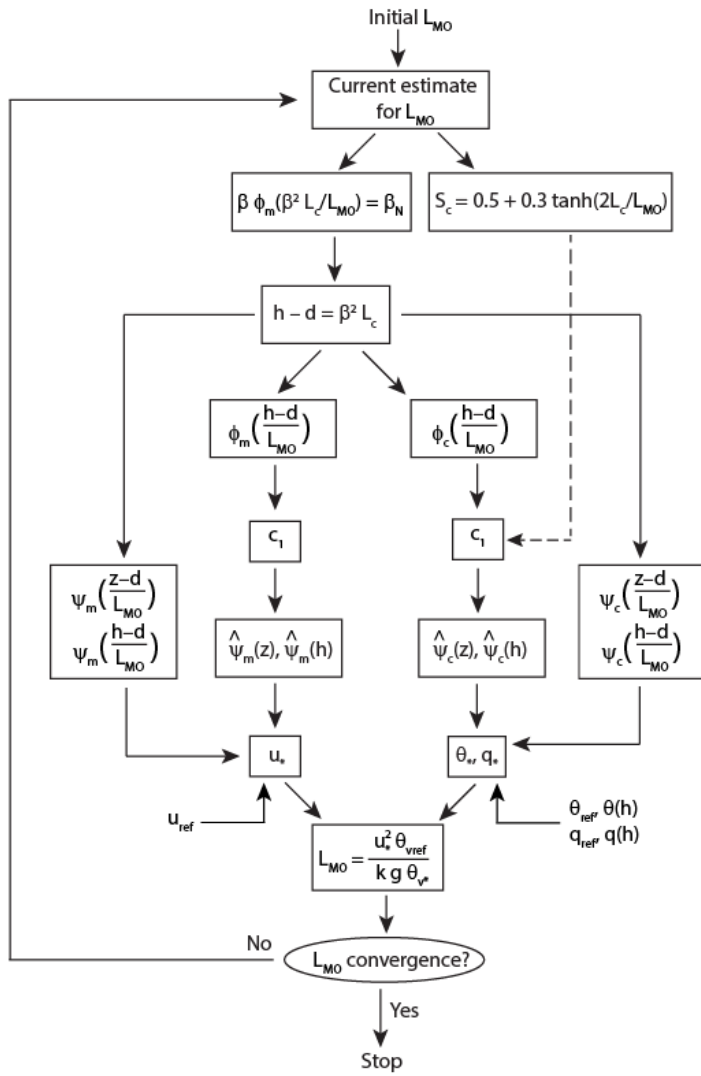 Initial L_MO
Current estimate
for L_MO
β ϕ_m(β² L_c/L_MO) = β_N
S_c = 0.5 + 0.3 tanh(2L_c/L_MO)
h – d = β² L_c
ϕ_m((h–d)/L_MO)
ϕ_c((h–d)/L_MO)
c_1
c_1
ψ_m((z–d)/L_MO)
ψ_m((h–d)/L_MO)
ψ̂_m(z), ψ̂_m(h)
ψ̂_c(z), ψ̂_c(h)
ψ_c((z–d)/L_MO)
ψ_c((h–d)/L_MO)
u_*
θ_*, q_*
u_ref
θ_ref, θ(h)
q_ref, q(h)
L_MO = (u_*² θ_vref)/(k g θ_v*)
No
L_MO convergence?
Yes
Stop